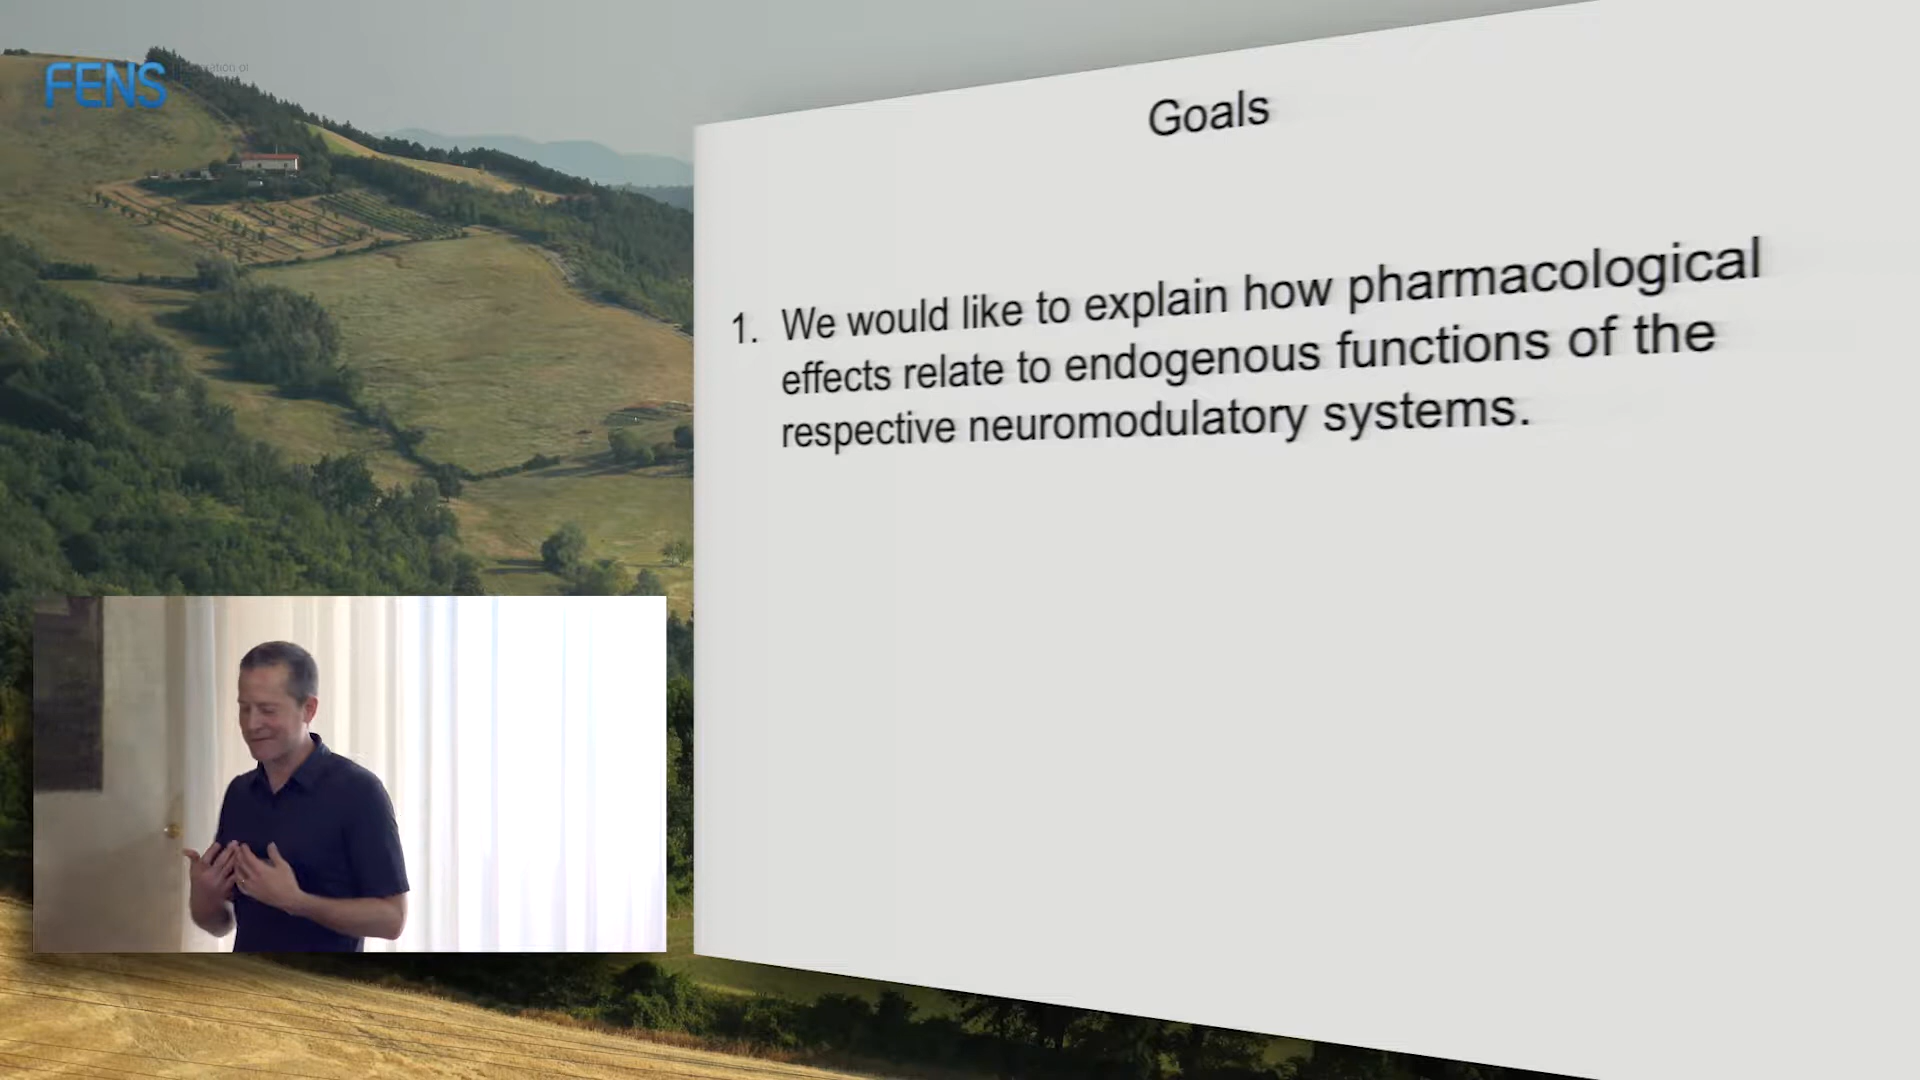 FENS
Goals
1. We would like to explain how pharmacological
effects relate to endogenous functions of the
respective neuromodulatory systems.